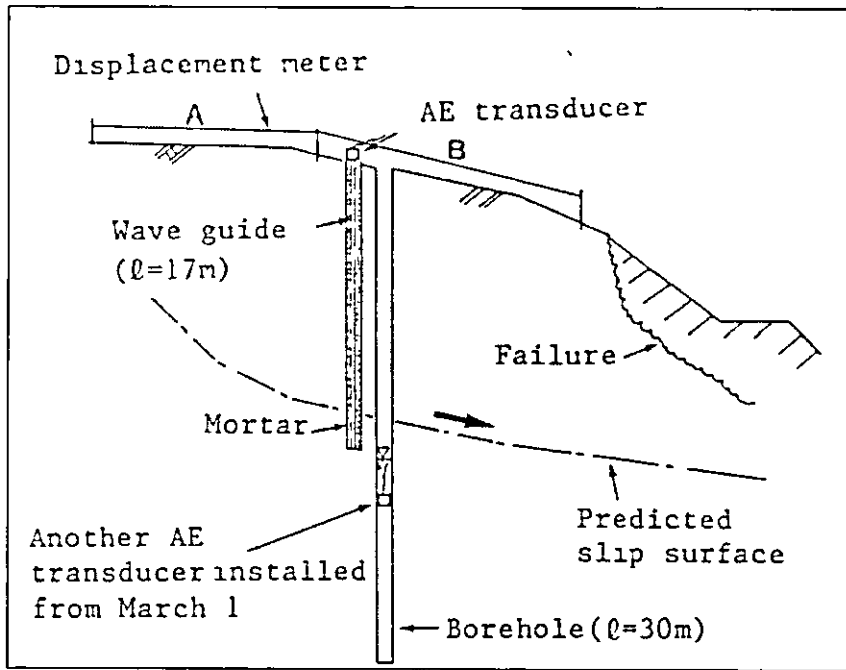 Displacement meter
A
AE transducer
B
Wave guide
(ℓ=17m)
Failure
Mortar
Another AE
transducer installed
from March 1
Predicted
slip surface
Borehole(ℓ=30m)